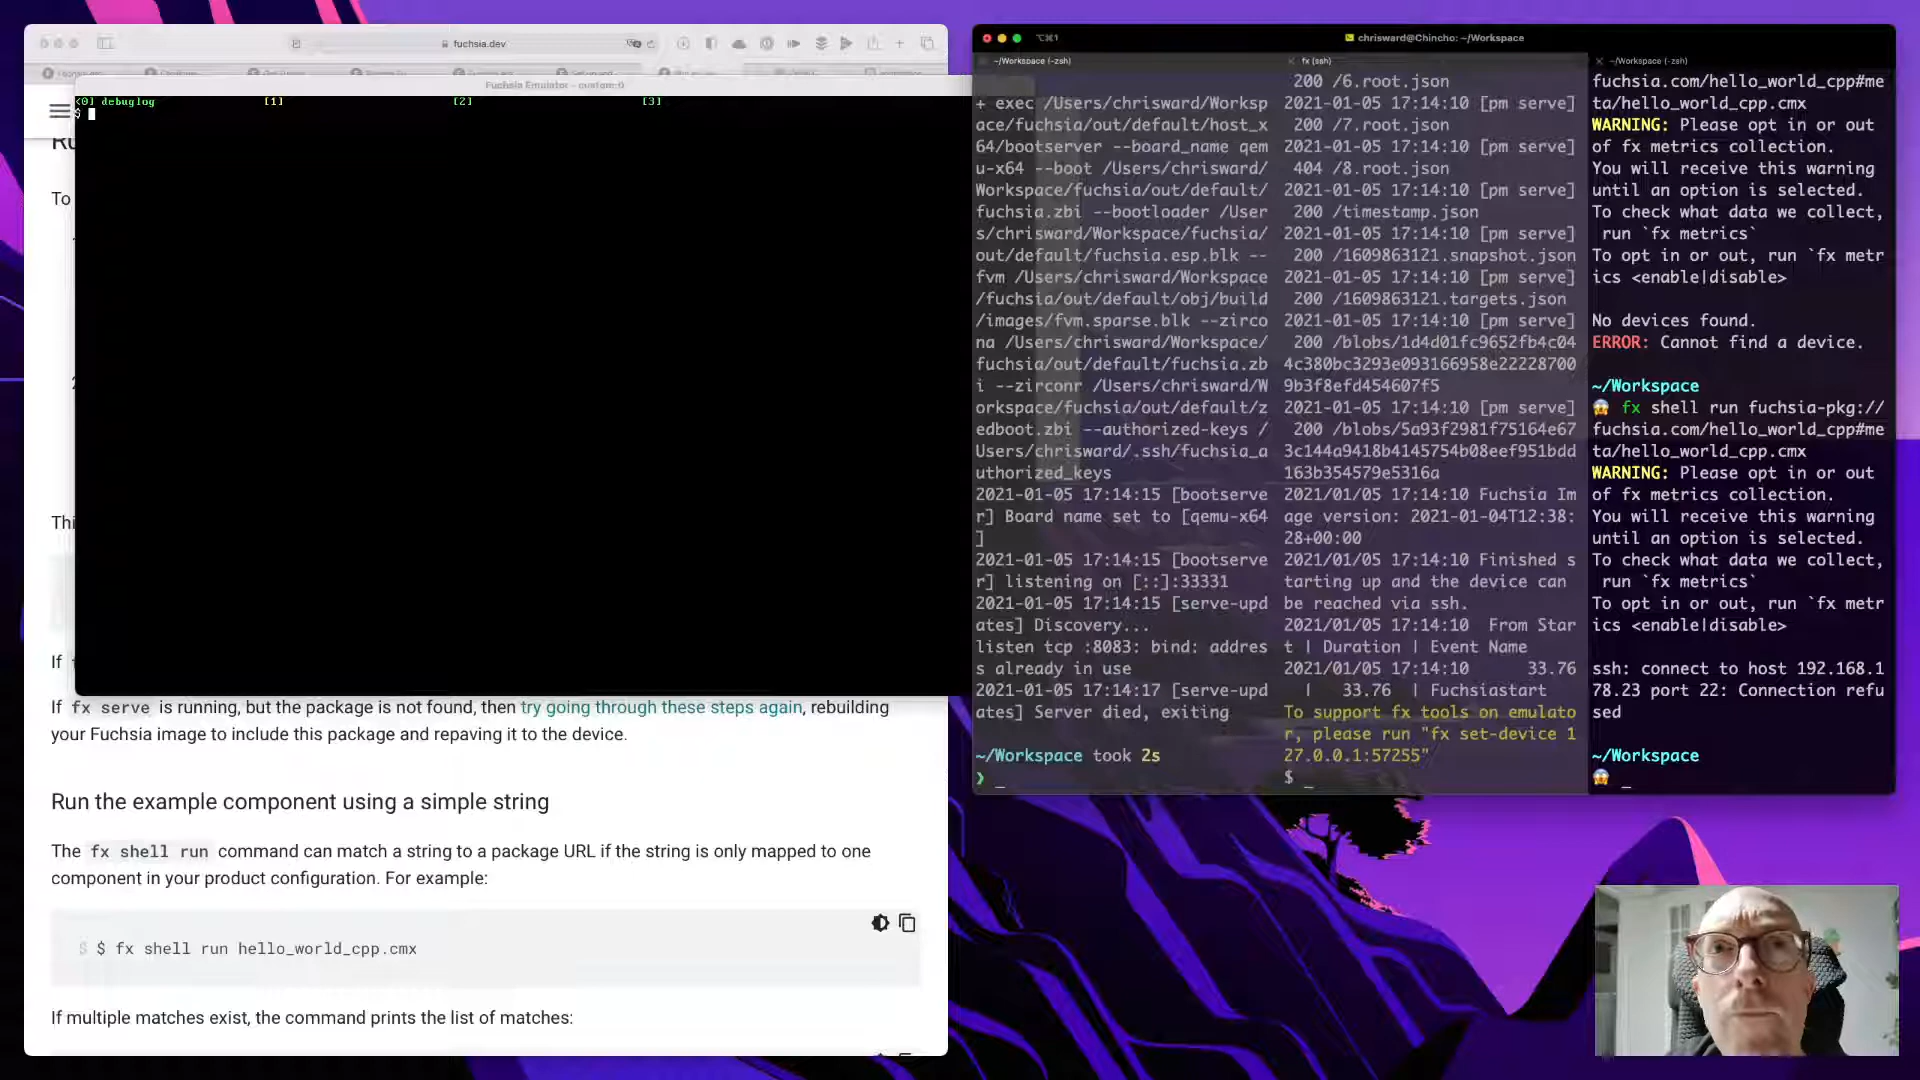 fuchsia.dev
Fuchsia Emulator - custom:0
<0] debuglog [1] [2] [3]
$
To
If
If fx serve is running, but the package is not found, then try going through these steps again, rebuilding
your Fuchsia image to include this package and repaving it to the device.
Run the example component using a simple string
The fx shell run command can match a string to a package URL if the string is only mapped to one
component in your product configuration. For example:
$ $ fx shell run hello_world_cpp.cmx
If multiple matches exist, the command prints the list of matches:
⌥⌘1
chrisward@Chincho: ~/Workspace
~/Workspace (-zsh)
+ exec /Users/chrisward/Worksp
ace/fuchsia/out/default/host_x
64/bootserver --board_name qem
u-x64 --boot /Users/chrisward/
Workspace/fuchsia/out/default/
fuchsia.zbi --bootloader /User
s/chrisward/Workspace/fuchsia/
out/default/fuchsia.esp.blk --
fvm /Users/chrisward/Workspace
/fuchsia/out/default/obj/build
/images/fvm.sparse.blk --zirco
na /Users/chrisward/Workspace/
fuchsia/out/default/fuchsia.zb
i --zirconr /Users/chrisward/W
orkspace/fuchsia/out/default/z
edboot.zbi --authorized-keys /
Users/chrisward/.ssh/fuchsia_a
uthorized_keys
2021-01-05 17:14:15 [bootserve
r] Board name set to [qemu-x64
]
2021-01-05 17:14:15 [bootserve
r] listening on [::]:33331
2021-01-05 17:14:15 [serve-upd
ates] Discovery...
listen tcp :8083: bind: addres
s already in use
2021-01-05 17:14:17 [serve-upd
ates] Server died, exiting
~/Workspace took 2s
❯ _
fx (ssh)
200 /6.root.json
2021-01-05 17:14:10 [pm serve]
200 /7.root.json
2021-01-05 17:14:10 [pm serve]
404 /8.root.json
2021-01-05 17:14:10 [pm serve]
200 /timestamp.json
2021-01-05 17:14:10 [pm serve]
200 /1609863121.snapshot.json
2021-01-05 17:14:10 [pm serve]
200 /1609863121.targets.json
2021-01-05 17:14:10 [pm serve]
200 /blobs/1d4d01fc9652fb4c04
4c380bc3293e093166958e22228700
9b3f8efd454607f5
2021-01-05 17:14:10 [pm serve]
200 /blobs/5a93f2981f75164e67
3c144a9418b4145754b08eef951bdd
163b354579e5316a
2021/01/05 17:14:10 Fuchsia Im
age version: 2021-01-04T12:38:
28+00:00
2021/01/05 17:14:10 Finished s
tarting up and the device can
be reached via ssh.
2021/01/05 17:14:10 From Star
t | Duration | Event Name
2021/01/05 17:14:10 33.76
| 33.76 | Fuchsiastart
To support fx tools on emulato
r, please run "fx set-device 1
27.0.0.1:57255"
$ _
~/Workspace (-zsh)
fuchsia.com/hello_world_cpp#me
ta/hello_world_cpp.cmx
WARNING: Please opt in or out
of fx metrics collection.
You will receive this warning
until an option is selected.
To check what data we collect,
run `fx metrics`
To opt in or out, run `fx metr
ics <enable|disable>
No devices found.
ERROR: Cannot find a device.
~/Workspace
😱 fx shell run fuchsia-pkg://
fuchsia.com/hello_world_cpp#me
ta/hello_world_cpp.cmx
WARNING: Please opt in or out
of fx metrics collection.
You will receive this warning
until an option is selected.
To check what data we collect,
run `fx metrics`
To opt in or out, run `fx metr
ics <enable|disable>
ssh: connect to host 192.168.1
78.23 port 22: Connection refu
sed
~/Workspace
😱 _